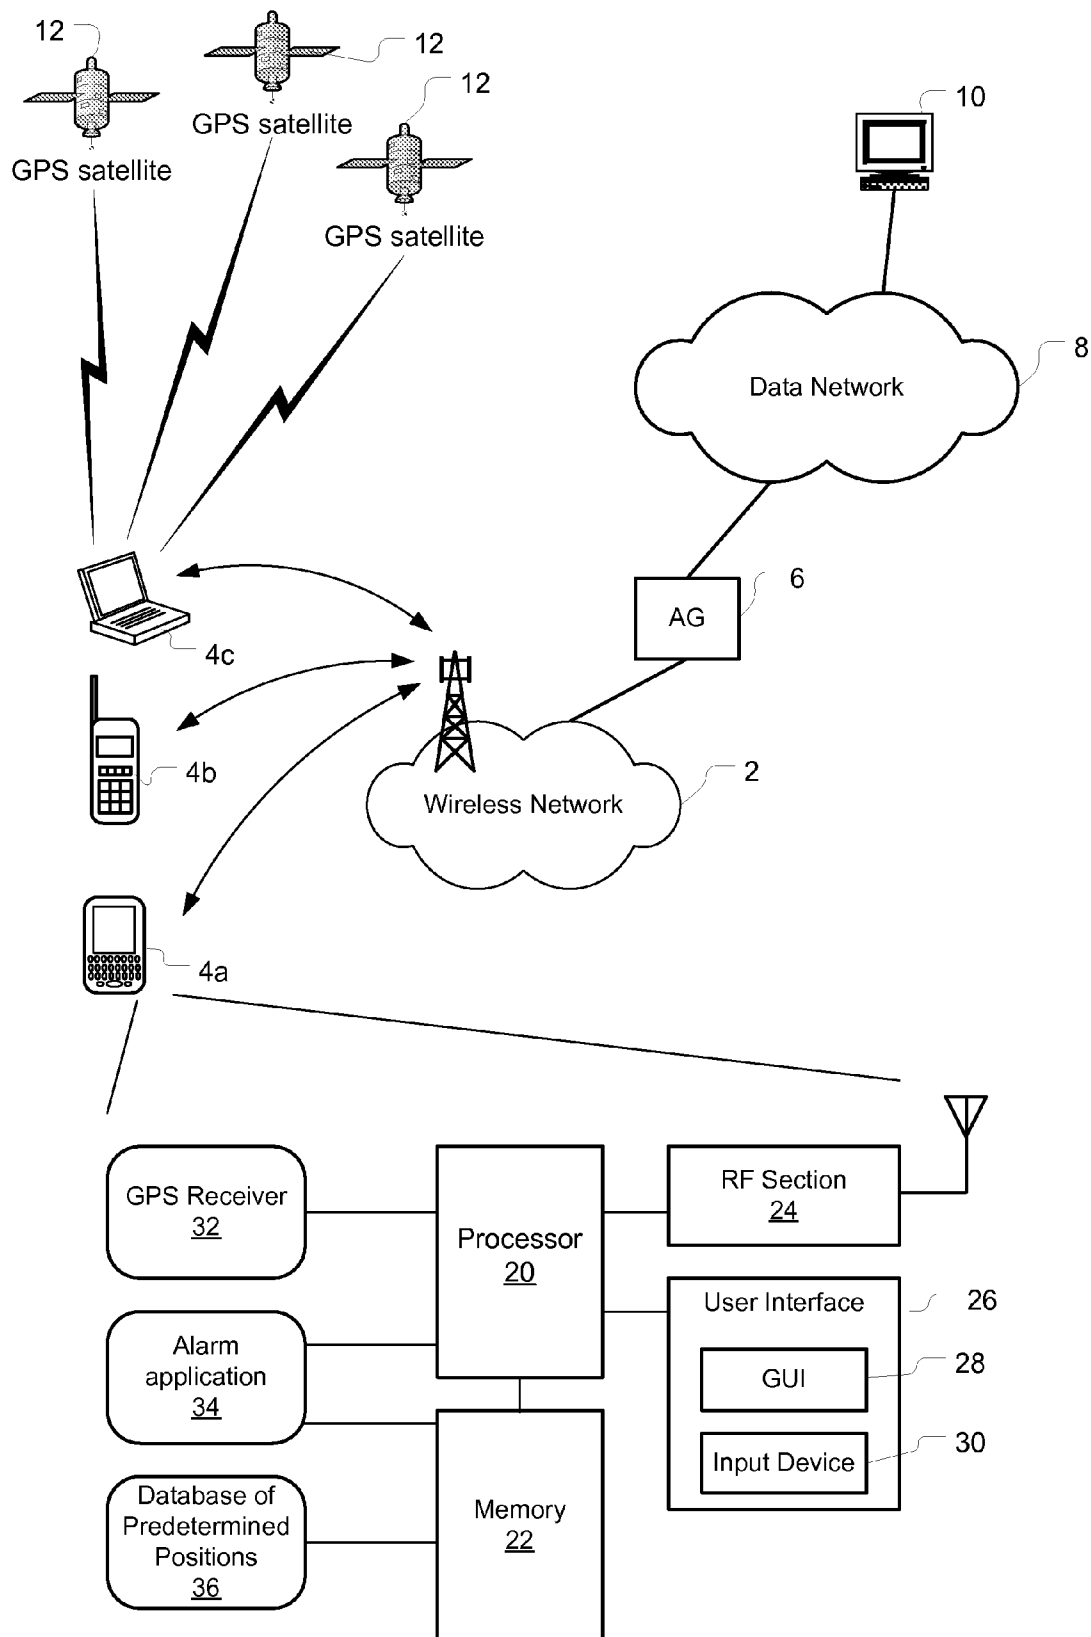 12
12
12
GPS satellite
GPS satellite
GPS satellite
10
8
Data Network
6
AG
4c
4b
2
Wireless Network
4a
GPS Receiver
32
Processor
20
RF Section
24
User Interface
26
GUI
28
Input Device
30
Alarm
application
34
Memory
22
Database of
Predetermined
Positions
36